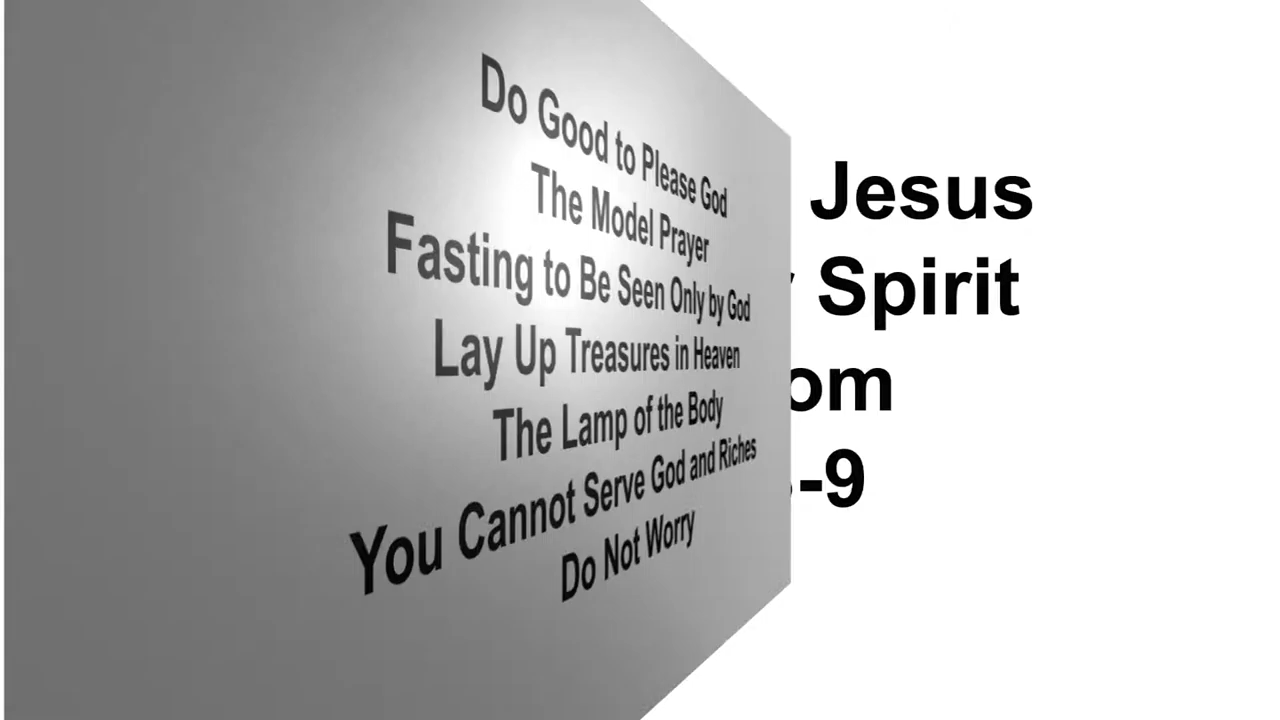 Do Good to Please God
The Model Prayer
Fasting to Be Seen Only by God
Lay Up Treasures in Heaven
The Lamp of the Body
You Cannot Serve God and Riches
Do Not Worry
Jesus
Spirit
om
-9